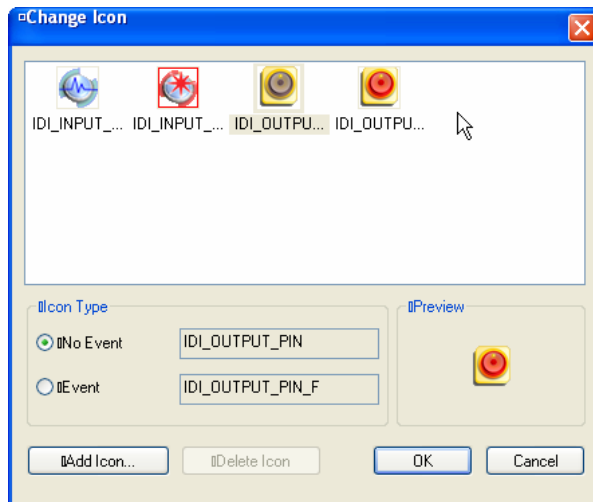 ▯Change Icon
IDI_INPUT_... IDI_INPUT_... IDI_OUTPU... IDI_OUTPU...
▯Icon Type
▯Preview
▯No Event
IDI_OUTPUT_PIN
▯Event
IDI_OUTPUT_PIN_F
▯Add Icon...
▯Delete Icon
OK
Cancel